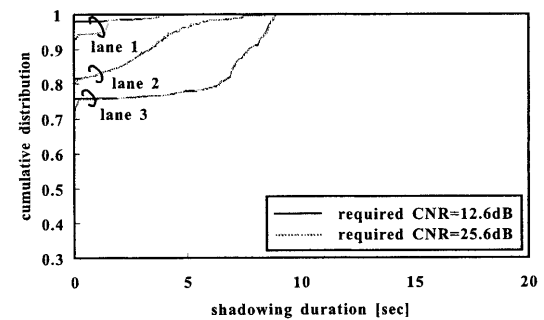 1
0.9
0.8
0.7
0.6
0.5
0.4
0.3
cumulative distribution
lane 1
lane 2
lane 3
required CNR=12.6dB
required CNR=25.6dB
0 5 10 15 20
shadowing duration [sec]